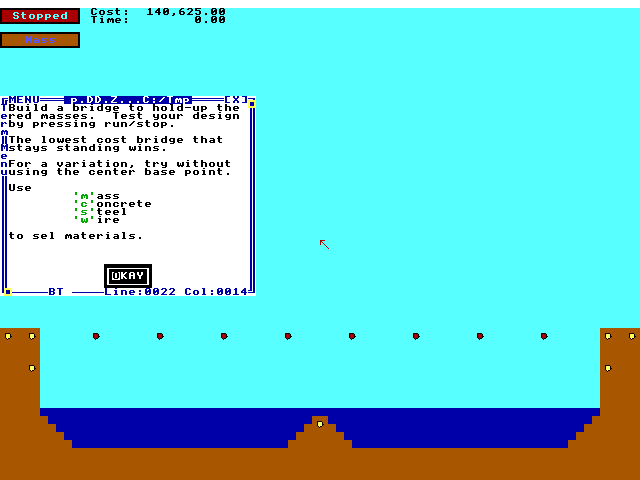 Stopped
Cost: 140,625.00
Time: 0.00
MENU p.DD.Z...C:/Tmp [X]
Build a bridge to hold-up the
red masses. Test your design
by pressing run/stop.
The lowest cost bridge that
stays standing wins.
For a variation, try without
using the center base point.
Use
'm'ass
'c'oncrete
's'teel
'w'ire
to sel materials.
OKAY
BT Line:0022 Col:0014